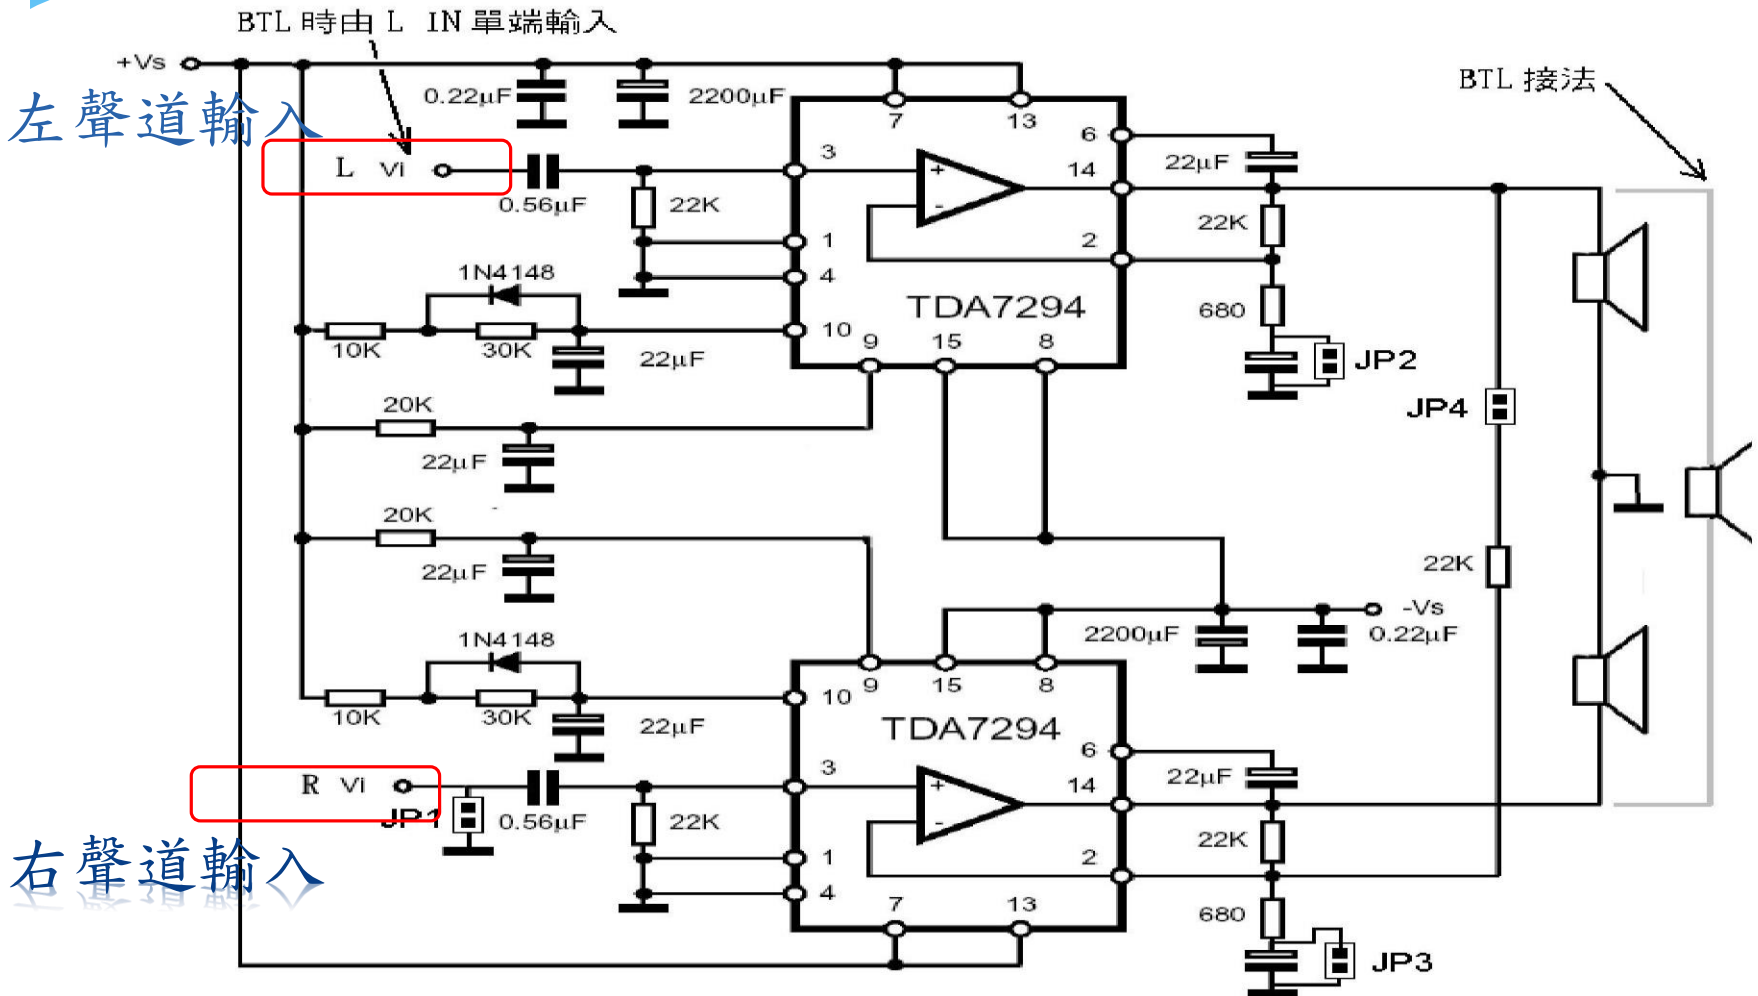 BTL 時由 L IN 單端輸入
+Vs
BTL 接法
0.22μF
2200μF
7
13
左聲道輸入
6
3
14
22μF
L Vi
0.56μF
22K
22K
1
2
1N4148
4
TDA7294
680
10
9
15
8
10K
30K
22μF
JP2
20K
JP4
22μF
20K
22K
22μF
-Vs
1N4148
2200μF
0.22μF
9
15
8
10
10K
30K
22μF
TDA7294
6
3
14
22μF
R Vi
JP1
0.56μF
22K
22K
1
2
右聲道輸入
4
7
13
680
JP3
+
-
+
-